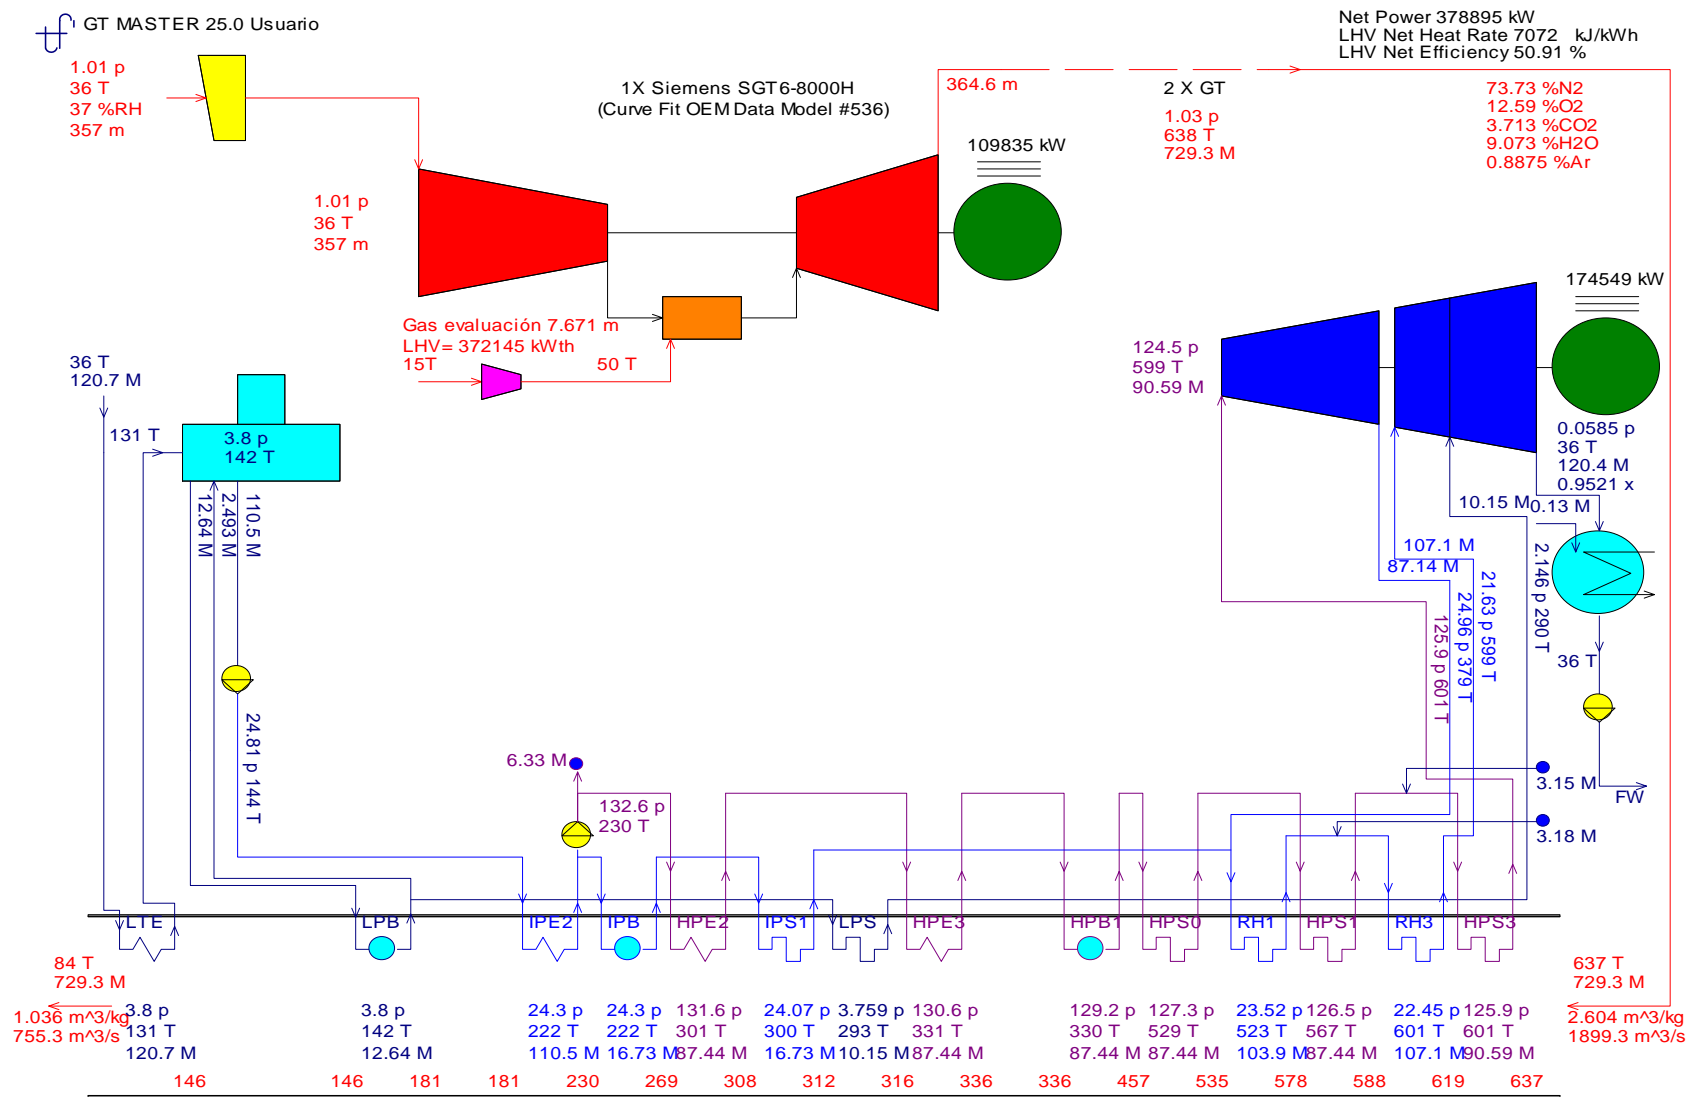 GT MASTER 25.0 Usuario
Net Power 378895 kW
LHV Net Heat Rate 7072 kJ/kWh
LHV Net Efficiency 50.91 %
1.01 p
36 T
37 %RH
357 m
1X Siemens SGT6-8000H
(Curve Fit OEM Data Model #536)
364.6 m
2 X GT
1.03 p
638 T
729.3 M
73.73 %N2
12.59 %O2
3.713 %CO2
9.073 %H2O
0.8875 %Ar
109835 kW
1.01 p
36 T
357 m
174549 kW
Gas evaluación 7.671 m
LHV= 372145 kWth
15T
50 T
124.5 p
599 T
90.59 M
36 T
120.7 M
131 T
3.8 p
142 T
0.0585 p
36 T
120.4 M
0.9521 x
12.64 M
2.493 M
110.5 M
10.15 M
0.13 M
107.1 M
87.14 M
2.146 p 290 T
21.63 p 599 T
24.96 p 379 T
125.9 p 601 T
36 T
24.81 p 144 T
6.33 M
132.6 p
230 T
3.15 M
FW
3.18 M
LTE
LPB
IPE2
IPB
HPE2
IPS1
LPS
HPE3
HPB1
HPS0
RH1
HPS1
RH3
HPS3
84 T
729.3 M
637 T
729.3 M
1.036 m^3/kg
755.3 m^3/s
2.604 m^3/kg
1899.3 m^3/s
3.8 p
131 T
120.7 M
3.8 p
142 T
12.64 M
24.3 p
222 T
110.5 M
24.3 p
222 T
16.73 M
131.6 p
301 T
87.44 M
24.07 p
300 T
16.73 M
3.759 p
293 T
10.15 M
130.6 p
331 T
87.44 M
129.2 p
330 T
87.44 M
127.3 p
529 T
87.44 M
23.52 p
523 T
103.9 M
126.5 p
567 T
87.44 M
22.45 p
601 T
107.1 M
125.9 p
601 T
90.59 M
146 146 181 181 230 269 308 312 316 336 336 457 535 578 588 619 637